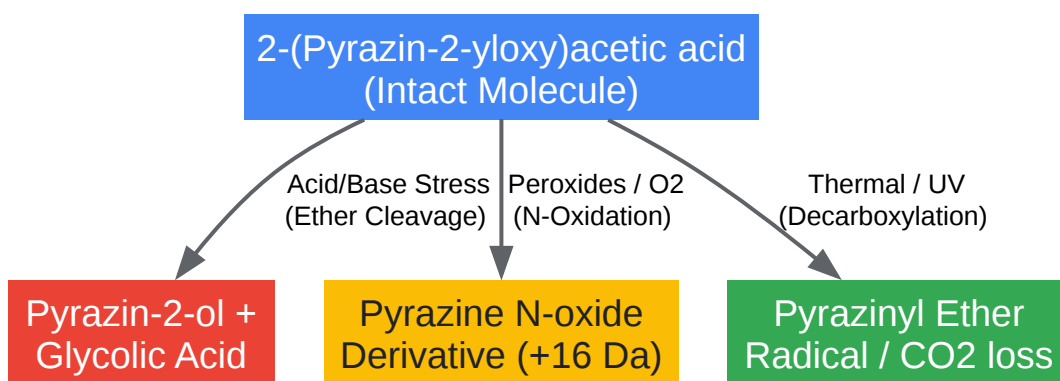 2-(Pyrazin-2-yloxy)acetic acid
(Intact Molecule)
Acid/Base Stress
(Ether Cleavage)
Peroxides / O2
(N-Oxidation)
Thermal / UV
(Decarboxylation)
Pyrazin-2-ol +
Glycolic Acid
Pyrazine N-oxide
Derivative (+16 Da)
Pyrazinyl Ether
Radical / CO2 loss